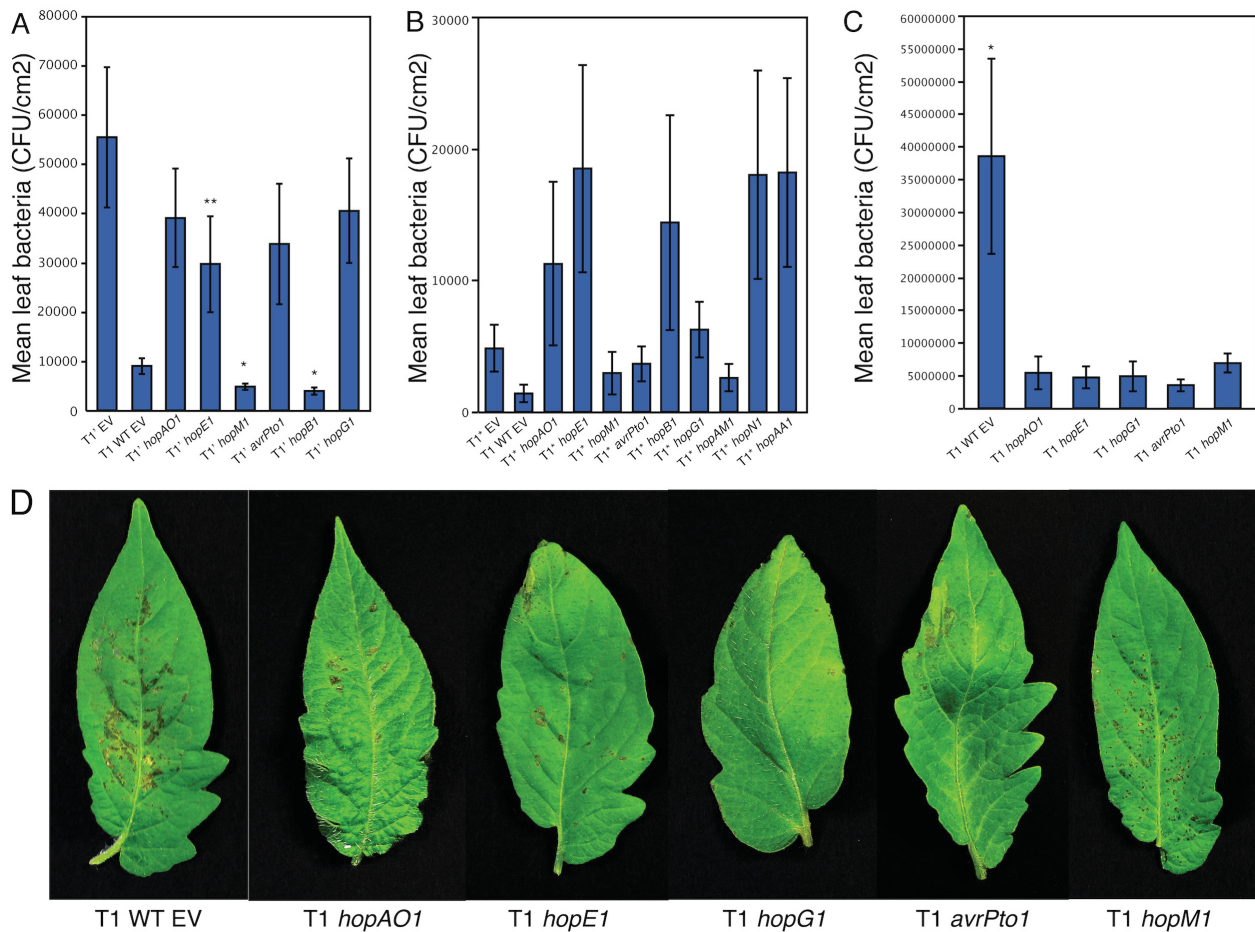 A
Mean leaf bacteria (CFU/cm2)
80000
70000
60000
50000
40000
30000
20000
10000
0
**
*
*
T1′ EV
T1 WT EV
T1′ hopAO1
T1′ hopE1
T1′ hopM1
T1′ avrPto1
T1′ hopB1
T1′ hopG1
B
Mean leaf bacteria (CFU/cm2)
30000
20000
10000
0
T1* EV
T1 WT EV
T1* hopAO1
T1* hopE1
T1* hopM1
T1* avrPto1
T1* hopB1
T1* hopG1
T1* hopAM1
T1* hopN1
T1* hopAA1
C
Mean leaf bacteria (CFU/cm2)
60000000
55000000
50000000
45000000
40000000
35000000
30000000
25000000
20000000
15000000
10000000
5000000
0
*
T1 WT EV
T1 hopAO1
T1 hopE1
T1 hopG1
T1 avrPto1
T1 hopM1
D
T1 WT EV
T1 hopAO1
T1 hopE1
T1 hopG1
T1 avrPto1
T1 hopM1